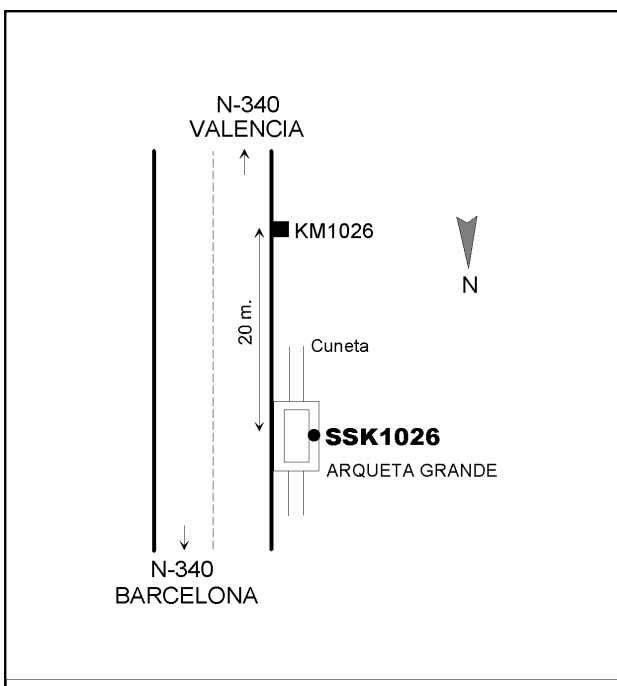 N-340
VALENCIA
KM1026
20 m.
N
Cuneta
SSK1026
ARQUETA GRANDE
N-340
BARCELONA